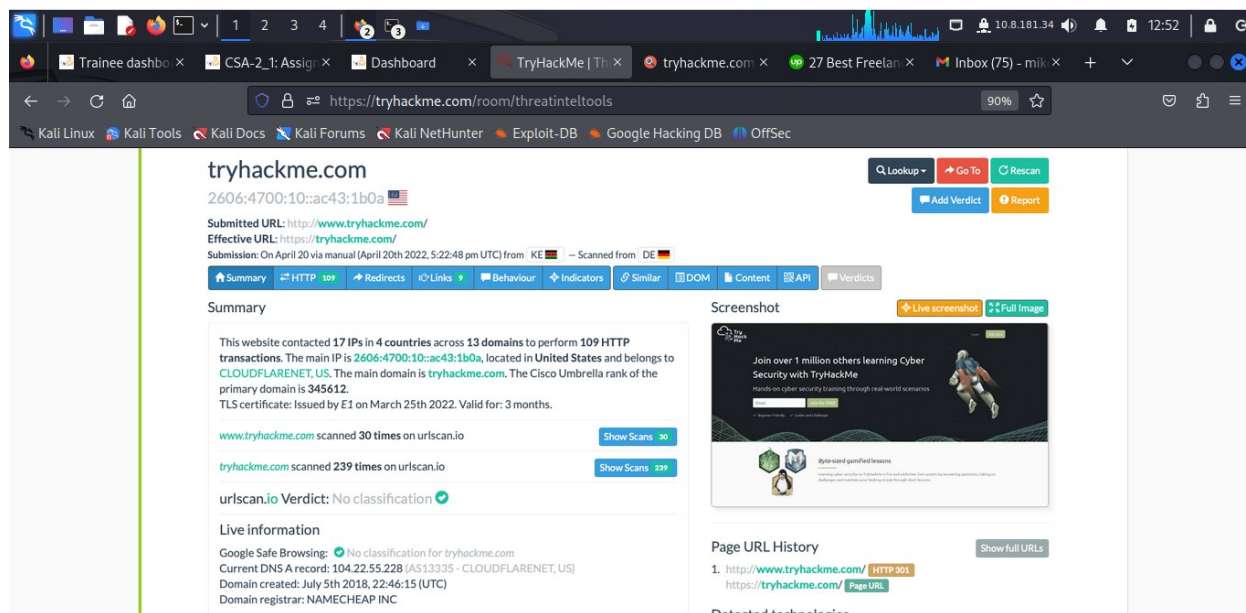 1 2 3 4 2 3 10.8.181.34 12:52 G
Trainee dashbo CSA-2_1: Assign Dashboard TryHackMe | Th tryhackme.com 27 Best Freelan Inbox (75) - mik
https://tryhackme.com/room/threatinteltools 90%
Kali Linux Kali Tools Kali Docs Kali Forums Kali NetHunter Exploit-DB Google Hacking DB OffSec
tryhackme.com
Lookup Go To Rescan
2606:4700:10::ac43:1b0a
Add Verdict Report
Submitted URL: http://www.tryhackme.com/
Effective URL: https://tryhackme.com/
Submission: On April 20 via manual (April 20th 2022, 5:22:48 pm UTC) from KE — Scanned from DE
Summary HTTP 109 Redirects Links 9 Behaviour Indicators Similar DOM Content API Verdicts
Summary
This website contacted 17 IPs in 4 countries across 13 domains to perform 109 HTTP
transactions. The main IP is 2606:4700:10::ac43:1b0a, located in United States and belongs to
CLOUDFLARENET, US. The main domain is tryhackme.com. The Cisco Umbrella rank of the
primary domain is 345612.
TLS certificate: Issued by E1 on March 25th 2022. Valid for: 3 months.
www.tryhackme.com scanned 30 times on urlscan.io Show Scans 30
tryhackme.com scanned 239 times on urlscan.io Show Scans 239
urlscan.io Verdict: No classification
Live information
Google Safe Browsing: No classification for tryhackme.com
Current DNS A record: 104.22.55.228 (AS13335 - CLOUDFLARENET, US)
Domain created: July 5th 2018, 22:46:15 (UTC)
Domain registrar: NAMECHEAP INC
Screenshot Live screenshot Full Image
Try Hack Me
Join over 1 million others learning Cyber
Security with TryHackMe
Hands-on cyber security training through real-world scenarios
Email
Byte-sized gamified lessons
Page URL History Show full URLs
1. http://www.tryhackme.com/ HTTP 301
https://tryhackme.com/ Page URL
Detected technologies